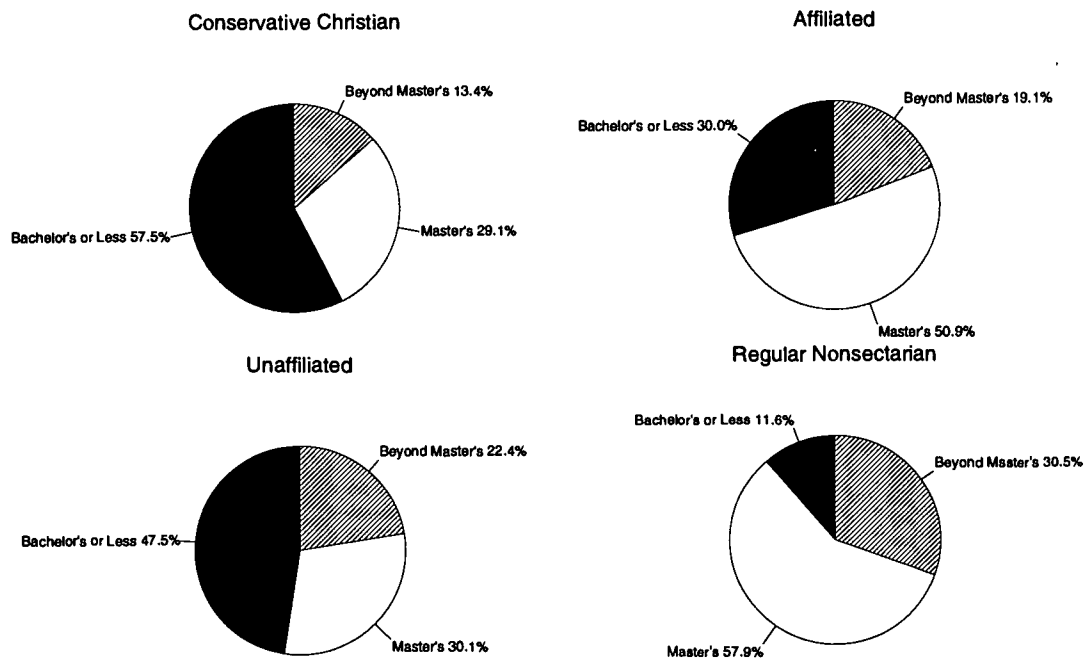 Conservative Christian
Beyond Master's 13.4%
Bachelor's or Less 57.5%
Master's 29.1%
Affiliated
Beyond Master's 19.1%
Bachelor's or Less 30.0%
Master's 50.9%
Unaffiliated
Beyond Master's 22.4%
Bachelor's or Less 47.5%
Master's 30.1%
Regular Nonsectarian
Bachelor's or Less 11.6%
Beyond Msaster's 30.5%
Master's 57.9%